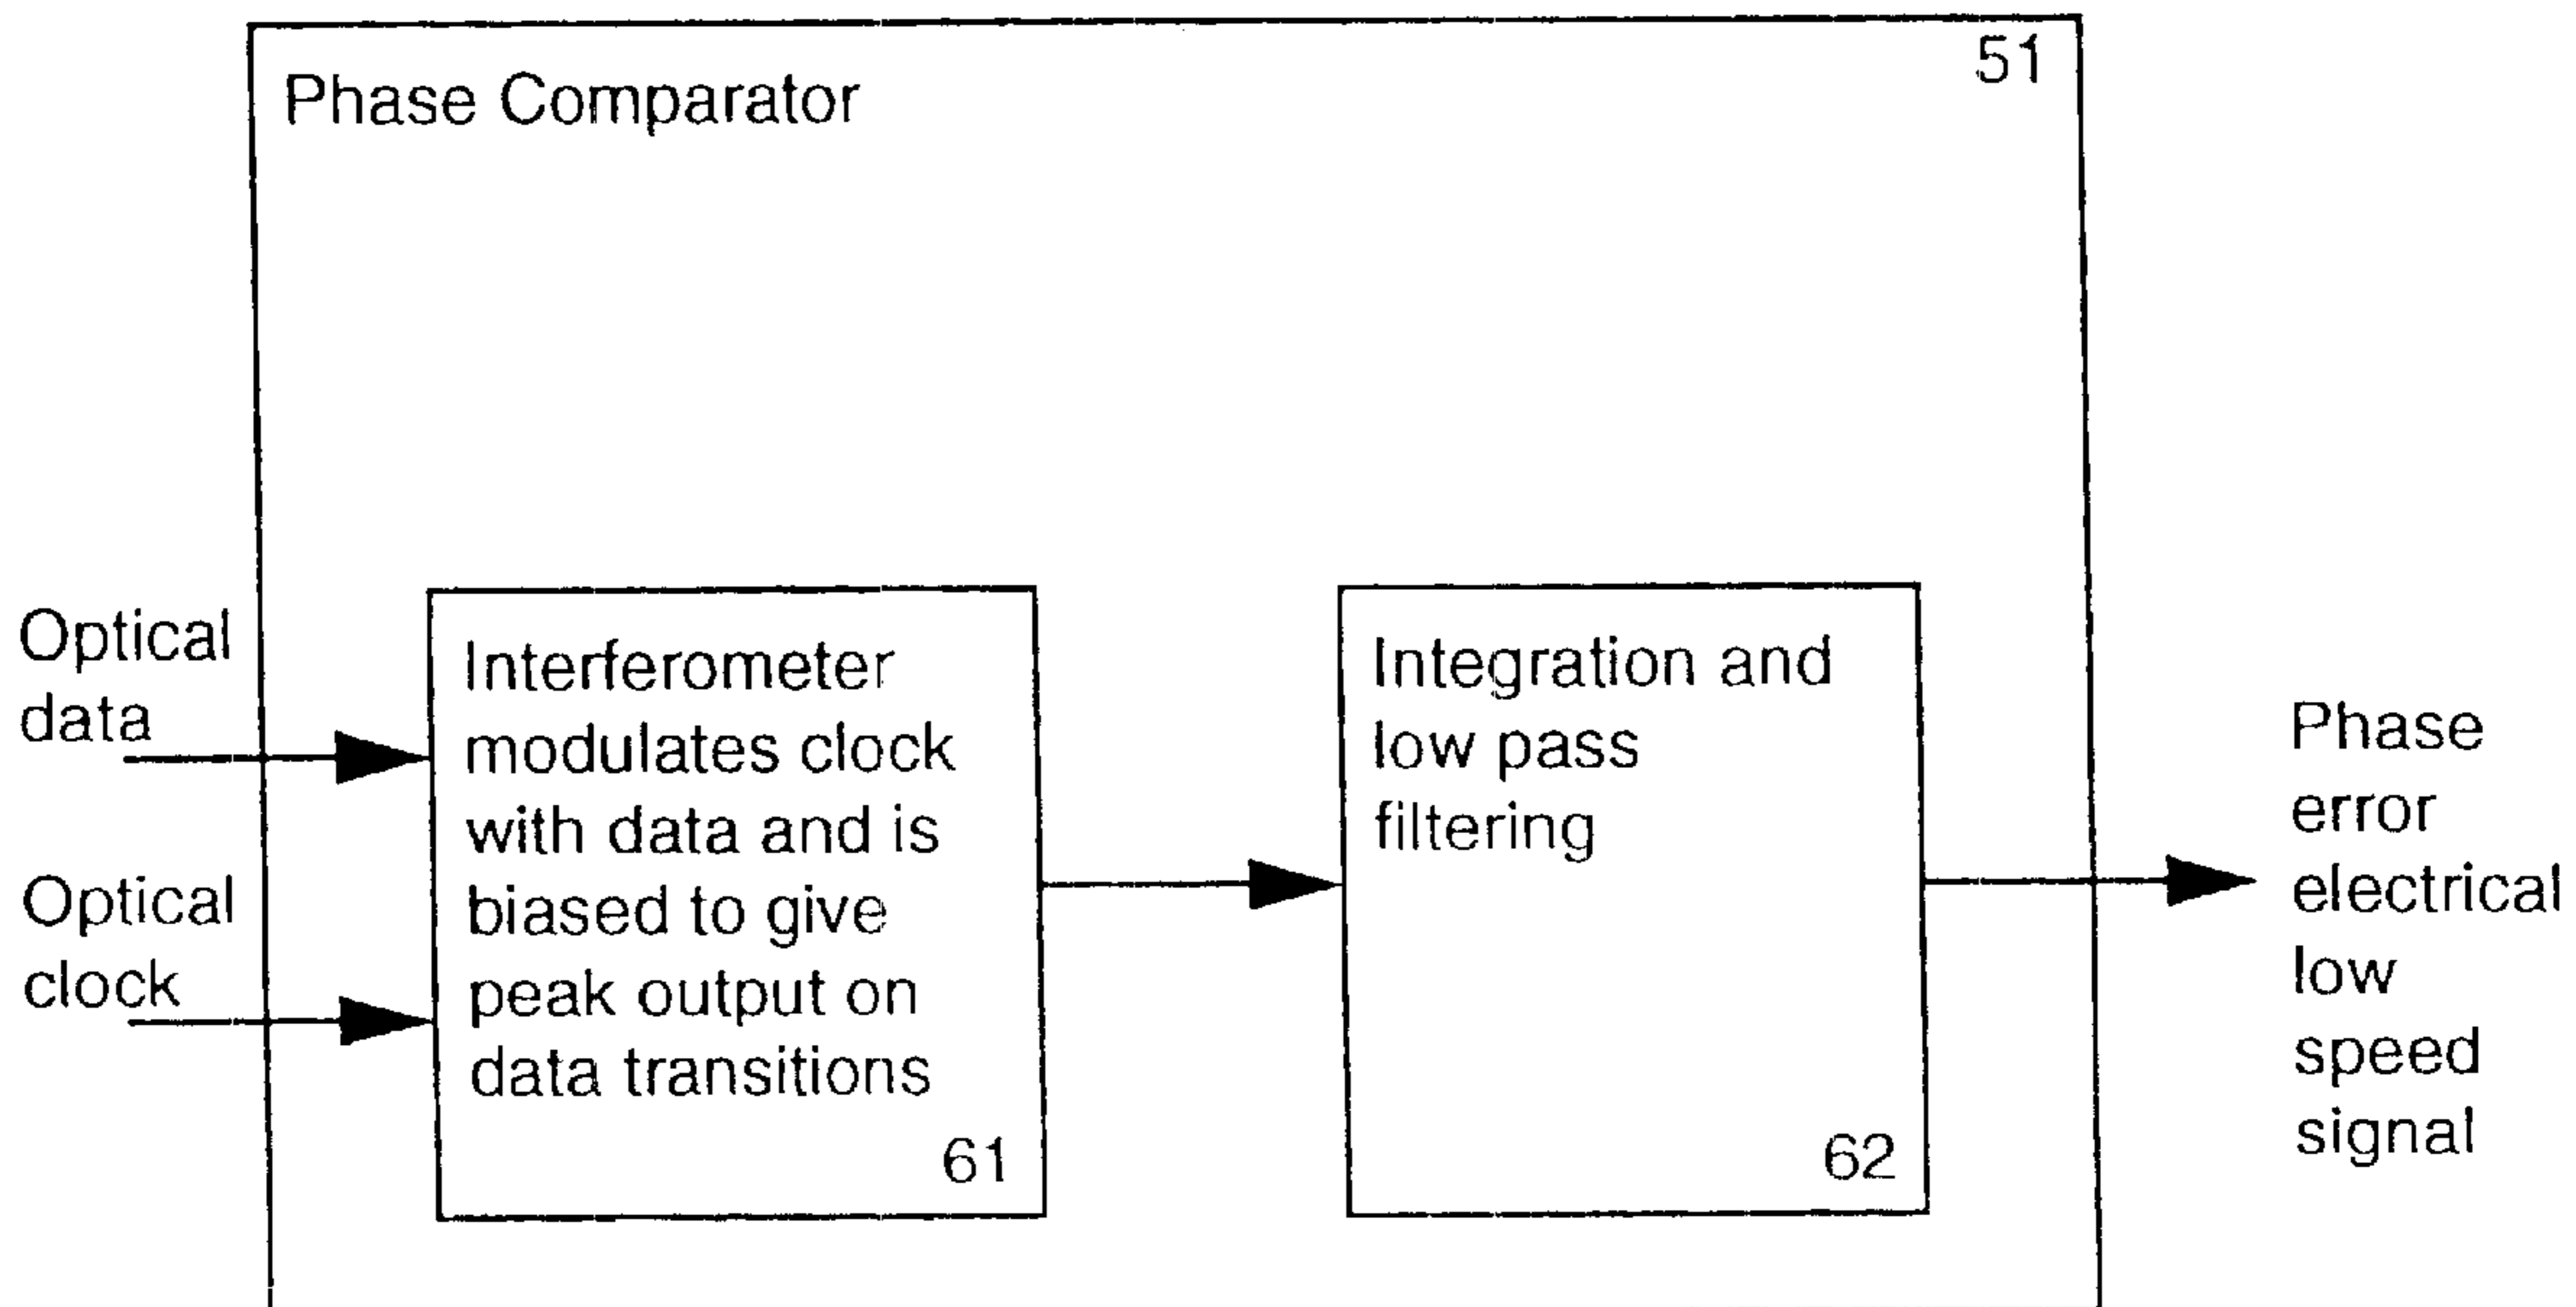 51
Phase Comparator
Optical
data
Optical
clock
Interferometer
modulates clock
with data and is
biased to give
peak output on
data transitions
61
Integration and
low pass
filtering
62
Phase
error
electrical
low
speed
signal